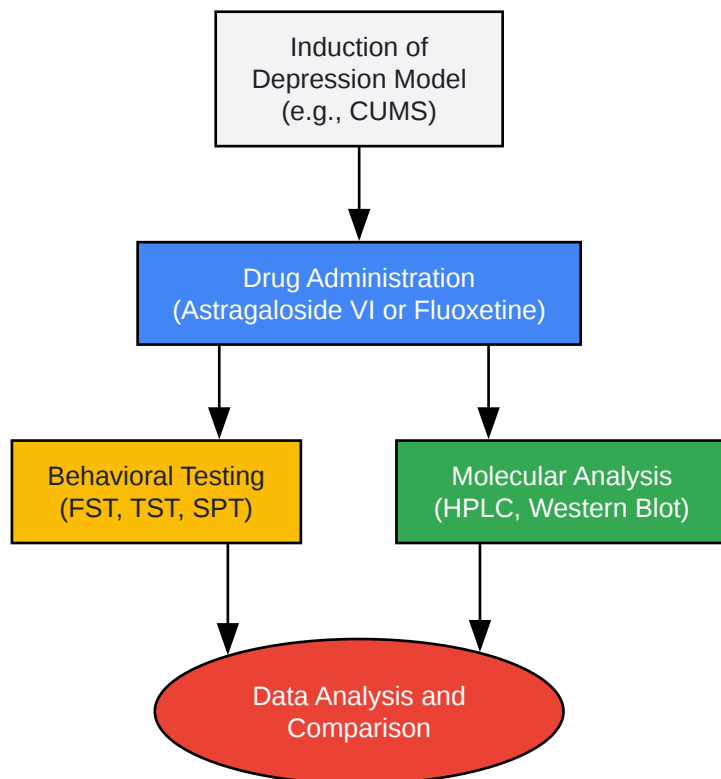 Induction of
Depression Model
(e.g., CUMS)
Drug Administration
(Astragaloside VI or Fluoxetine)
Behavioral Testing
(FST, TST, SPT)
Molecular Analysis
(HPLC, Western Blot)
Data Analysis and
Comparison